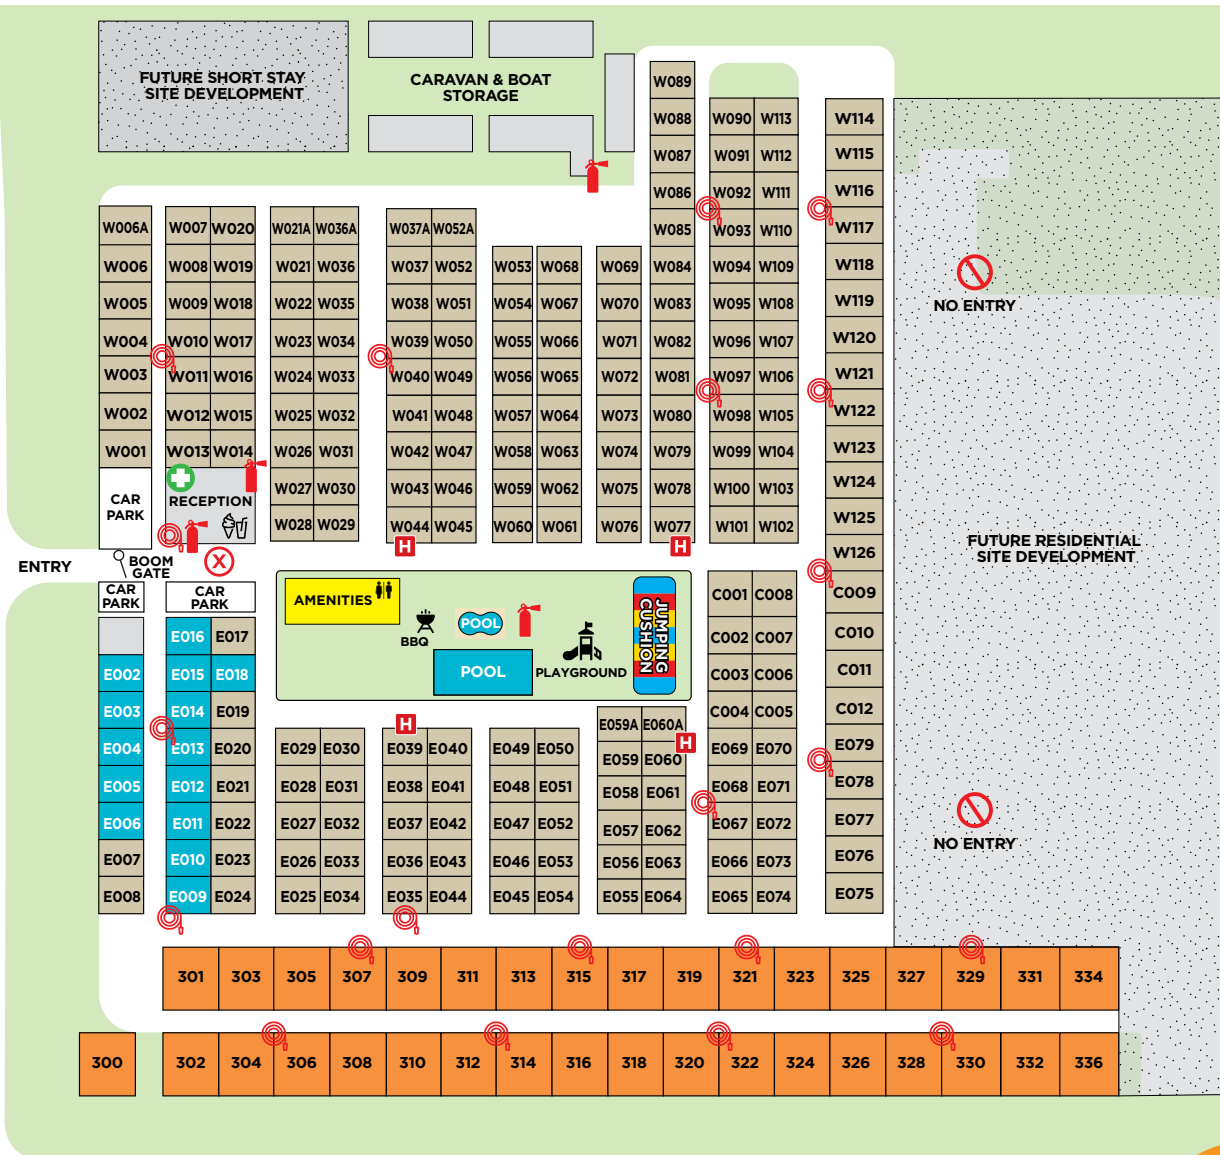 FUTURE SHORT STAY
SITE DEVELOPMENT
CARAVAN & BOAT
STORAGE
W089
W088 W090 W113 W114
W087 W091 W112 W115
W086 W092 W111 W116
W006A W007 W020 W021A W036A W037A W052A W085 W093 W110 W117
W006 W008 W019 W021 W036 W037 W052 W053 W068 W069 W084 W094 W109 W118
W005 W009 W018 W022 W035 W038 W051 W054 W067 W070 W083 W095 W108 W119
NO ENTRY
W004 W010 W017 W023 W034 W039 W050 W055 W066 W071 W082 W096 W107 W120
W003 W011 W016 W024 W033 W040 W049 W056 W065 W072 W081 W097 W106 W121
W002 W012 W015 W025 W032 W041 W048 W057 W064 W073 W080 W098 W105 W122
W001 W013 W014 W026 W031 W042 W047 W058 W063 W074 W079 W099 W104 W123
W027 W030 W043 W046 W059 W062 W075 W078 W100 W103 W124
CAR
PARK
RECEPTION
W028 W029 W044 W045 W060 W061 W076 W077 W101 W102 W125
H H
FUTURE RESIDENTIAL
SITE DEVELOPMENT
W126
ENTRY
BOOM
GATE
X
CAR
PARK
CAR
PARK
AMENITIES
BBQ
POOL
POOL
PLAYGROUND
JUMPING
CUSHION
C001 C008 C009
E016 E017 C002 C007 C010
E002 E015 E018 C003 C006 C011
E003 E014 E019 C004 C005 C012
H
E059A E060A
H
E004 E013 E020 E029 E030 E039 E040 E049 E050 E059 E060 E069 E070 E079
E005 E012 E021 E028 E031 E038 E041 E048 E051 E058 E061 E068 E071 E078
E006 E011 E022 E027 E032 E037 E042 E047 E052 E057 E062 E067 E072 E077
NO ENTRY
E007 E010 E023 E026 E033 E036 E043 E046 E053 E056 E063 E066 E073 E076
E008 E009 E024 E025 E034 E035 E044 E045 E054 E055 E064 E065 E074 E075
301 303 305 307 309 311 313 315 317 319 321 323 325 327 329 331 334
300 302 304 306 308 310 312 314 316 318 320 322 324 326 328 330 332 336